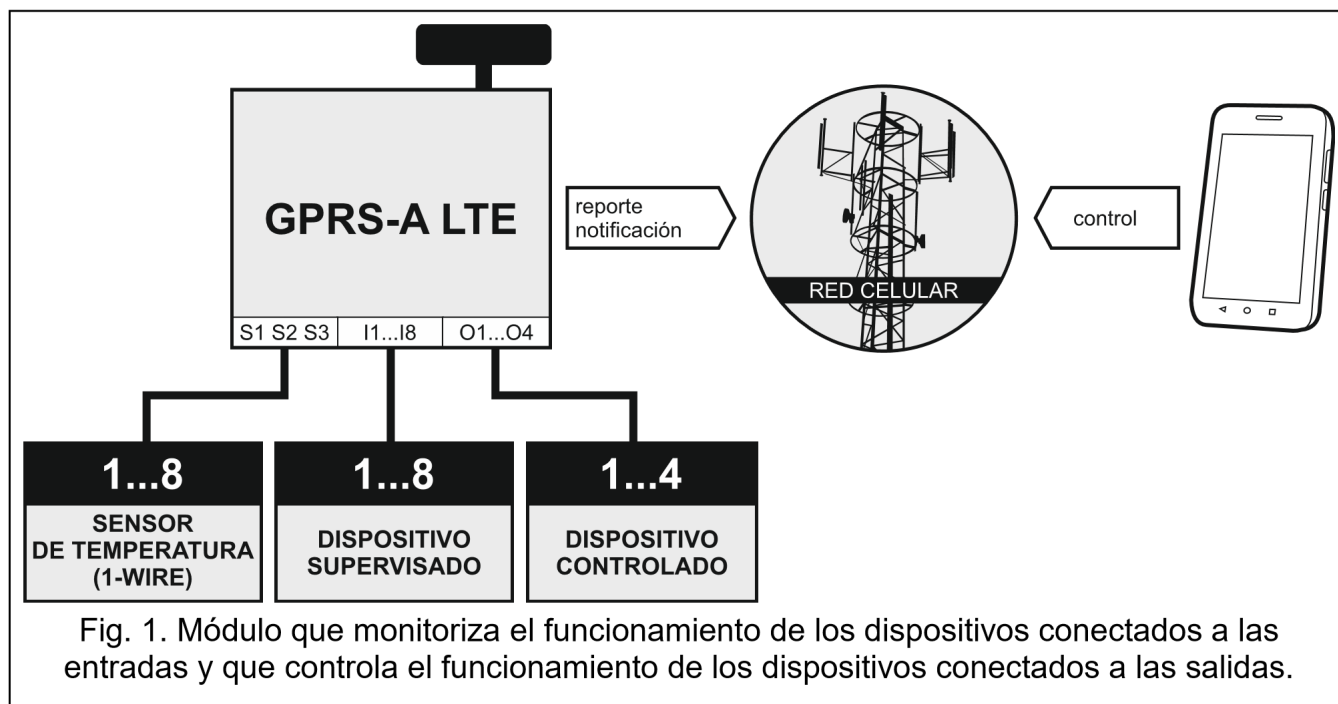 GPRS-A LTE
S1 S2 S3
I1...I8
O1...O4
reporte
notificación
RED CELULAR
control
1...8
SENSOR
DE TEMPERATURA
(1-WIRE)
1...8
DISPOSITIVO
SUPERVISADO
1...4
DISPOSITIVO
CONTROLADO
Fig. 1. Módulo que monitoriza el funcionamiento de los dispositivos conectados a las
entradas y que controla el funcionamiento de los dispositivos conectados a las salidas.